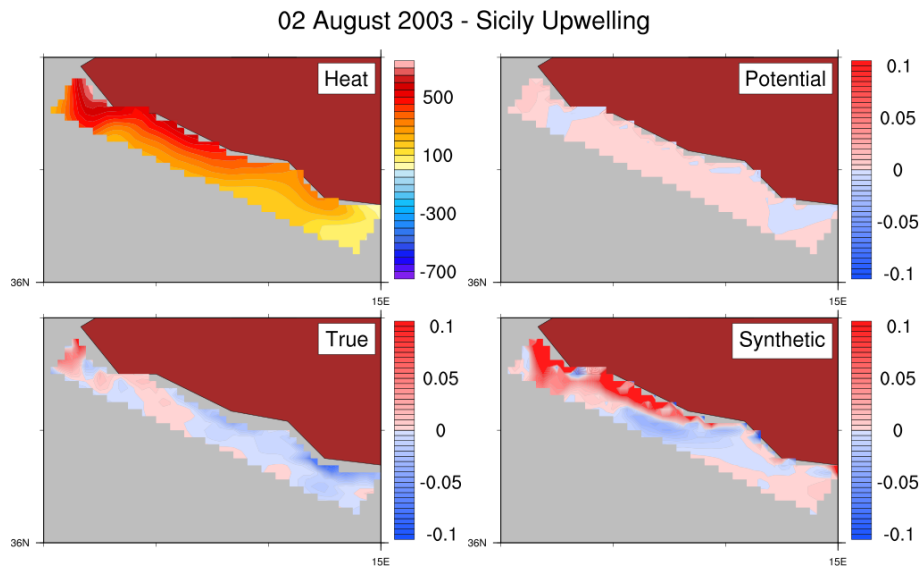 02 August 2003 - Sicily Upwelling
Heat
500
100
-300
-700
36N
15E
Potential
0.1
0.05
0
-0.05
-0.1
36N
15E
True
0.1
0.05
0
-0.05
-0.1
36N
15E
Synthetic
0.1
0.05
0
-0.05
-0.1
36N
15E